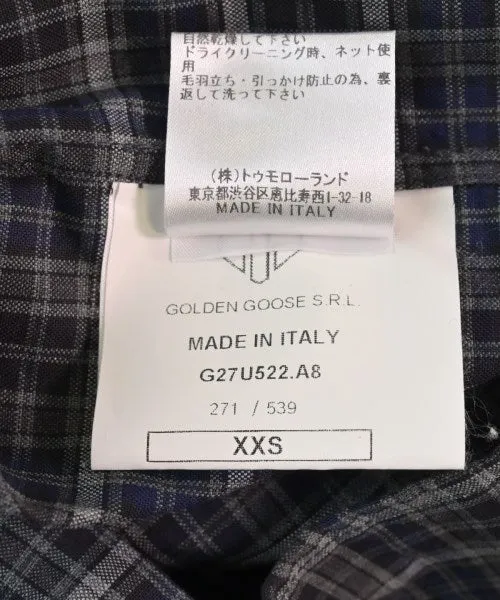 自然乾燥して下さい
ドライクリーニング時、ネット使
用
毛羽立ち・引っかけ防止の為、裏
返して洗って下さい
(株)トゥモローランド
東京都渋谷区恵比寿西1-32-18
MADE IN ITALY
GOLDEN GOOSE S.R.L.
MADE IN ITALY
G27U522.A8
271 / 539
XXS